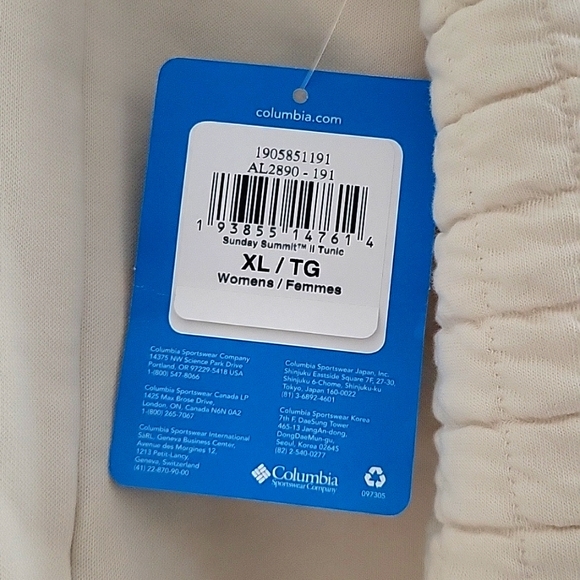 columbia.com
1905851191
AL2890 - 191
1 93855 14761 4
Sunday Summit™ II Tunic
XL / TG
Womens / Femmes
Columbia Sportswear Company
14375 NW Science Park Drive
Portland, OR 97229-5418 USA
1-(800) 547-8066
Columbia Sportswear Canada LP
1425 Max Brose Drive,
London, ON, Canada N6N 0A2
1-(800) 265-7067
Columbia Sportswear International
SáRL, Geneva Business Center,
Avenue des Morgines 12,
1213 Petit-Lancy,
Geneva, Switzerland
(41) 22-870-90-00
Columbia Sportswear Japan, Inc.
Shinjuku Eastside Square 7F, 27-30,
Shinjuku 6-Chome, Shinjuku-ku
Tokyo, Japan 160-0022
(81) 3-6892-4601
Columbia Sportswear Korea
7th F. DaeSung Tower
465-13 JangAn-dong,
DongDaeMun-gu,
Seoul, Korea 02645
(82) 2-540-0277
Columbia
Sportswear Company
097305